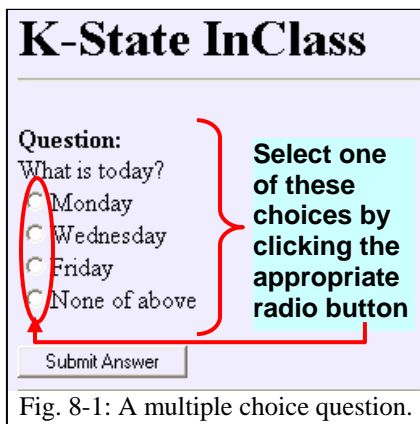 K-State InClass
Question:
What is today?
Monday
Wednesday
Friday
None of above
Select one
of these
choices by
clicking the
appropriate
radio button
Submit Answer
Fig. 8-1: A multiple choice question.